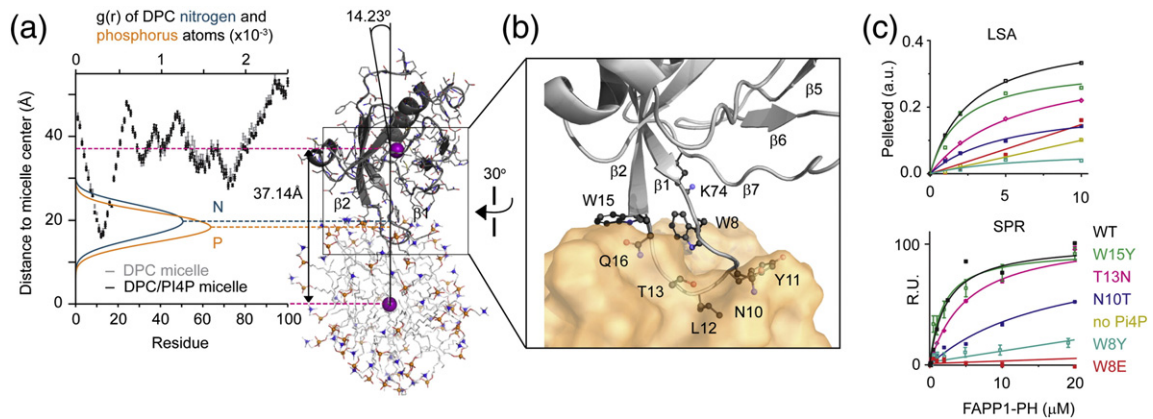 (a)
g(r) of DPC nitrogen and
phosphorus atoms (x10⁻³)
0 1 2
Distance to micelle center (Å)
40
20
0
N
P
DPC micelle
DPC/PI4P micelle
0 20 40 60 80 100
Residue
14.23°
37.14Å
β2
β1
30°
(b)
β5
β6
β2
β1
β7
K74
W15
W8
Q16
T13
Y11
N10
L12
(c)
LSA
Pelleted (a.u.)
0.4
0.2
0.0
0 5 10
SPR
R.U.
100
0
0 10 20
FAPP1-PH (µM)
WT
W15Y
T13N
N10T
no Pi4P
W8Y
W8E